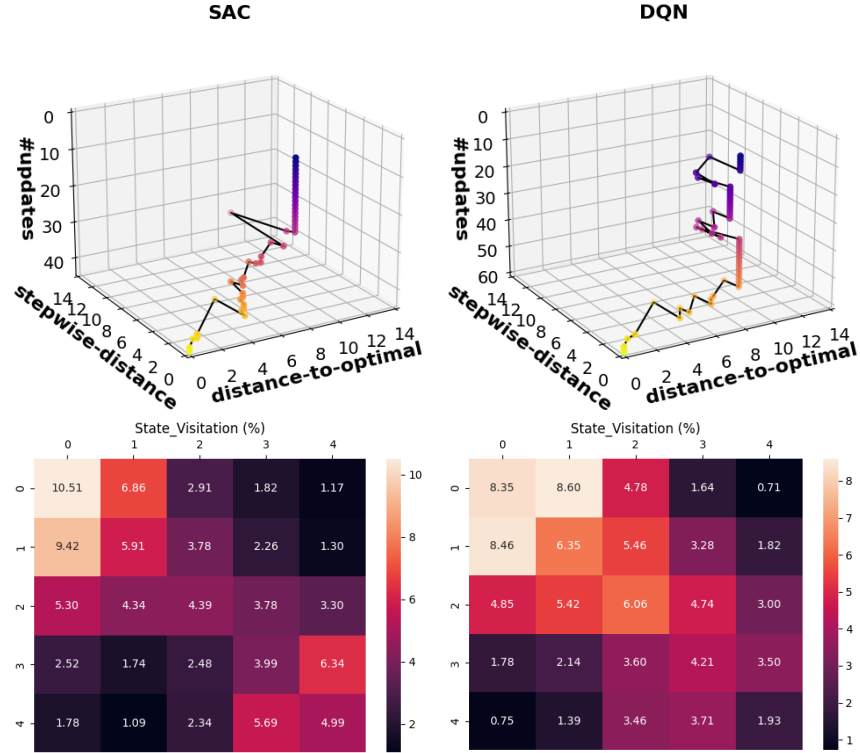 SAC
DQN
0
10
20
30
40
#updates
14
12
10
8
6
4
2
0
stepwise-distance
0
2
4
6
8
10
12
14
distance-to-optimal
0
10
20
30
40
50
60
#updates
14
12
10
8
6
4
2
0
stepwise-distance
0
2
4
6
8
10
12
14
distance-to-optimal
State_Visitation (%)
0 1 2 3 4
0 10.51 6.86 2.91 1.82 1.17
1 9.42 5.91 3.78 2.26 1.30
2 5.30 4.34 4.39 3.78 3.30
3 2.52 1.74 2.48 3.99 6.34
4 1.78 1.09 2.34 5.69 4.99
10
8
6
4
2
State_Visitation (%)
0 1 2 3 4
0 8.35 8.60 4.78 1.64 0.71
1 8.46 6.35 5.46 3.28 1.82
2 4.85 5.42 6.06 4.74 3.00
3 1.78 2.14 3.60 4.21 3.50
4 0.75 1.39 3.46 3.71 1.93
8
7
6
5
4
3
2
1